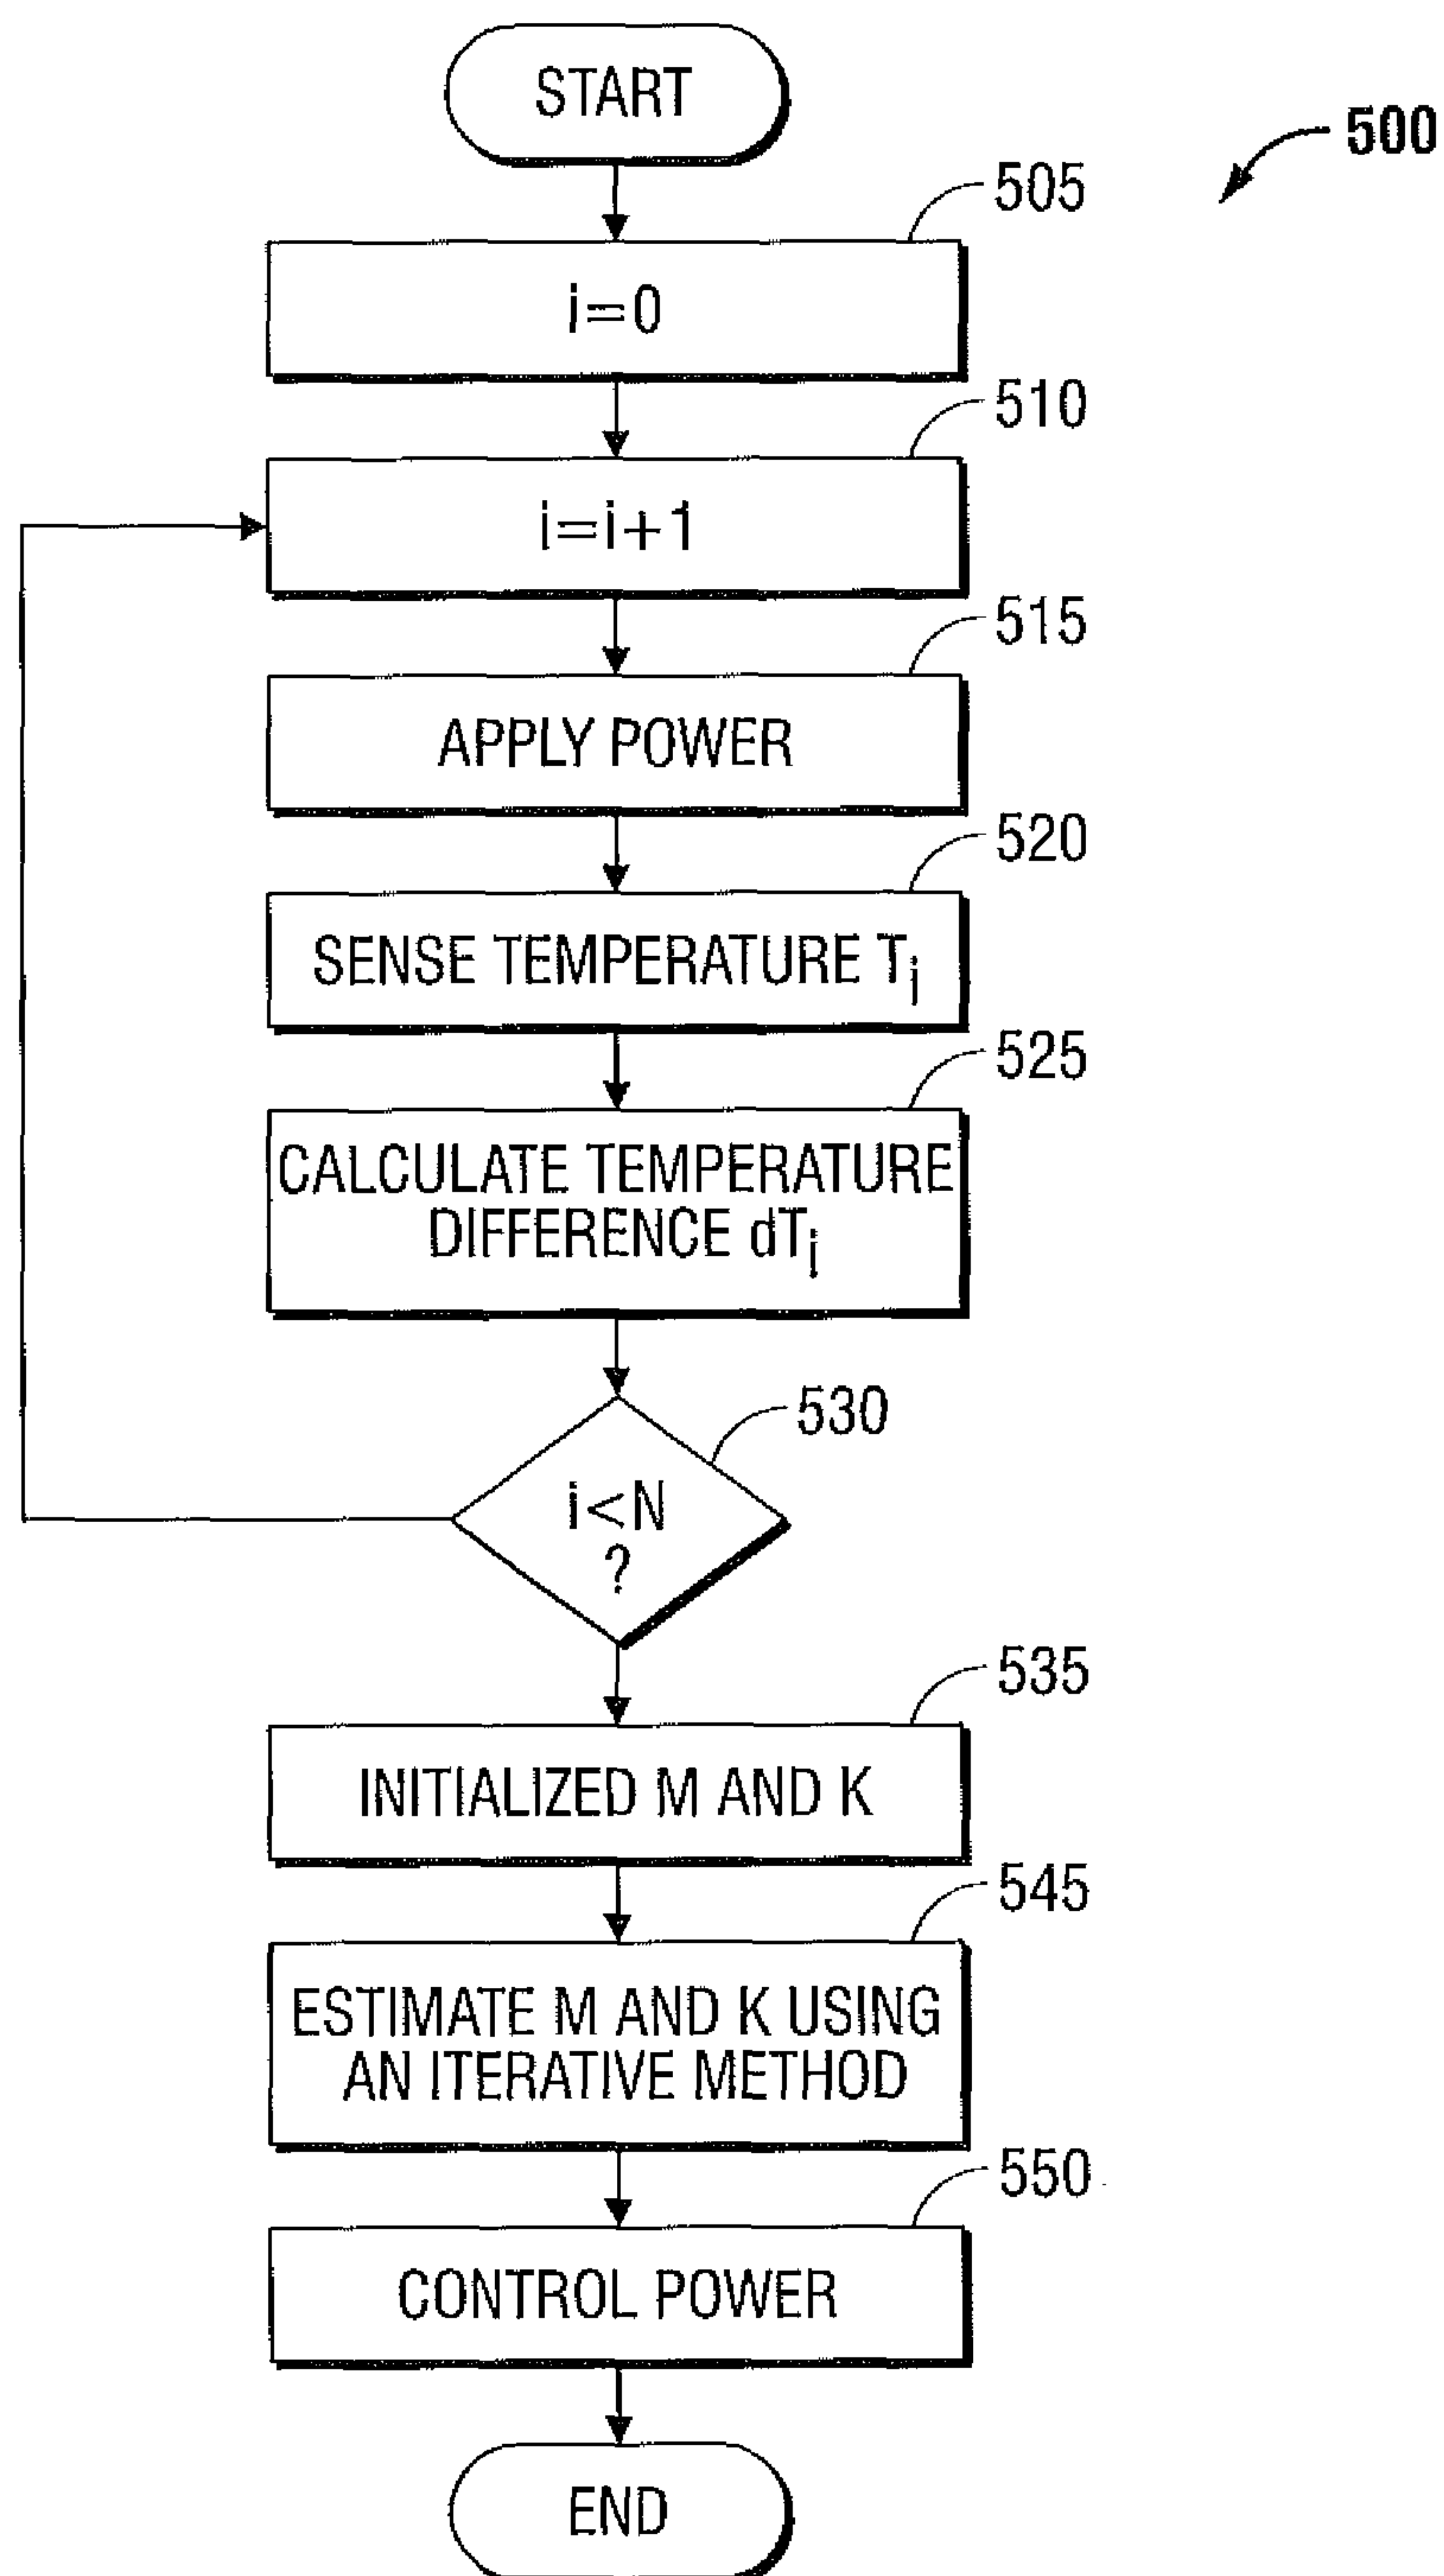 START
500
505
i=0
510
i=i+1
515
APPLY POWER
520
SENSE TEMPERATURE Ti
525
CALCULATE TEMPERATURE
DIFFERENCE dTi
530
i<N
?
535
INITIALIZED M AND K
545
ESTIMATE M AND K USING
AN ITERATIVE METHOD
550
CONTROL POWER
END